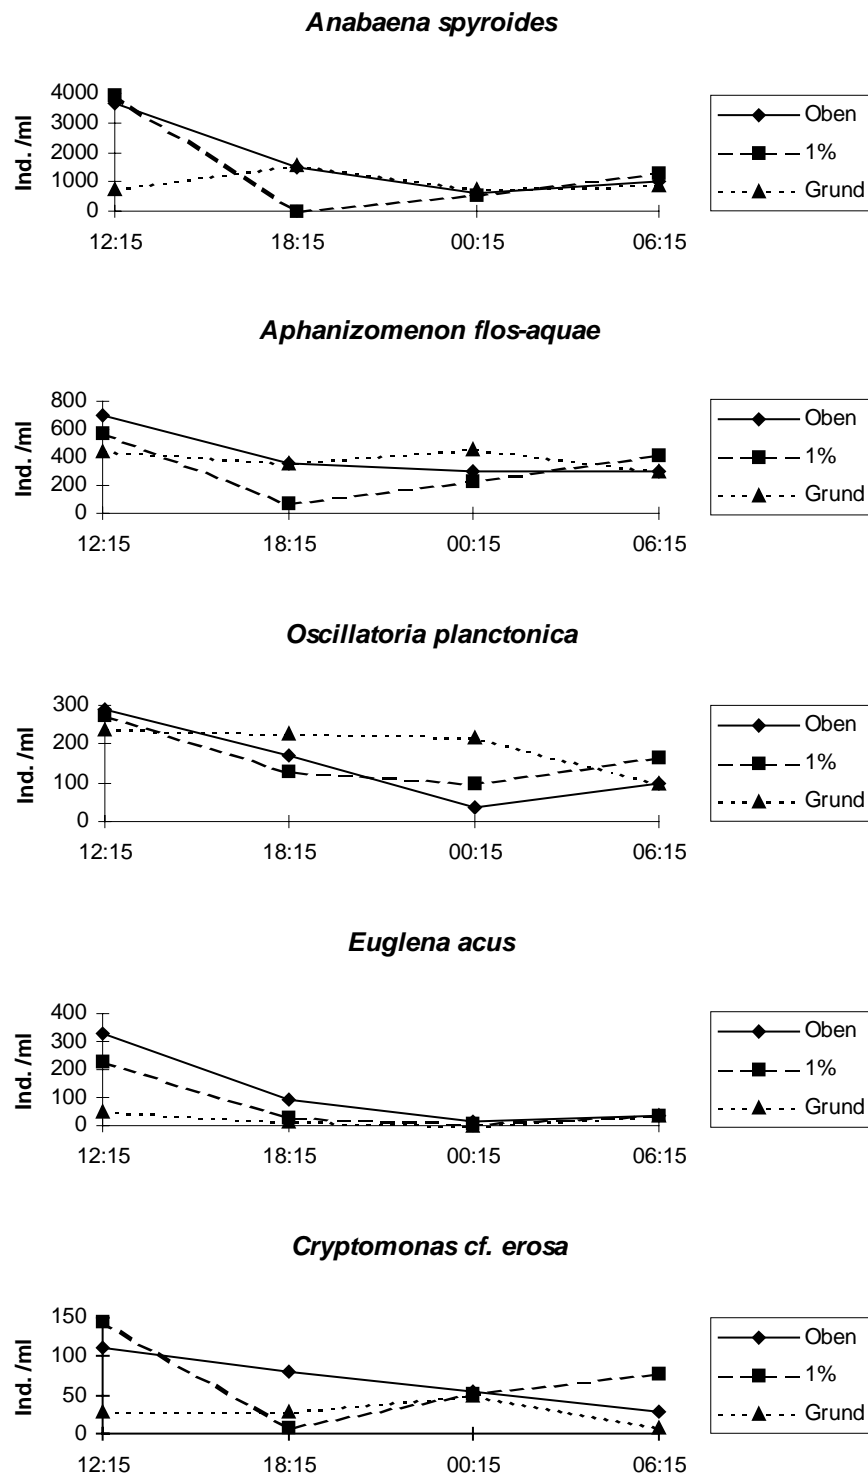 Anabaena spyroides
Ind. /ml
4000
3000
2000
1000
0
12:15 18:15 00:15 06:15
Oben
1%
Grund
Aphanizomenon flos-aquae
Ind. /ml
800
600
400
200
0
12:15 18:15 00:15 06:15
Oben
1%
Grund
Oscillatoria planctonica
Ind. /ml
300
200
100
0
12:15 18:15 00:15 06:15
Oben
1%
Grund
Euglena acus
Ind. /ml
400
300
200
100
0
12:15 18:15 00:15 06:15
Oben
1%
Grund
Cryptomonas cf. erosa
Ind. /ml
150
100
50
0
12:15 18:15 00:15 06:15
Oben
1%
Grund